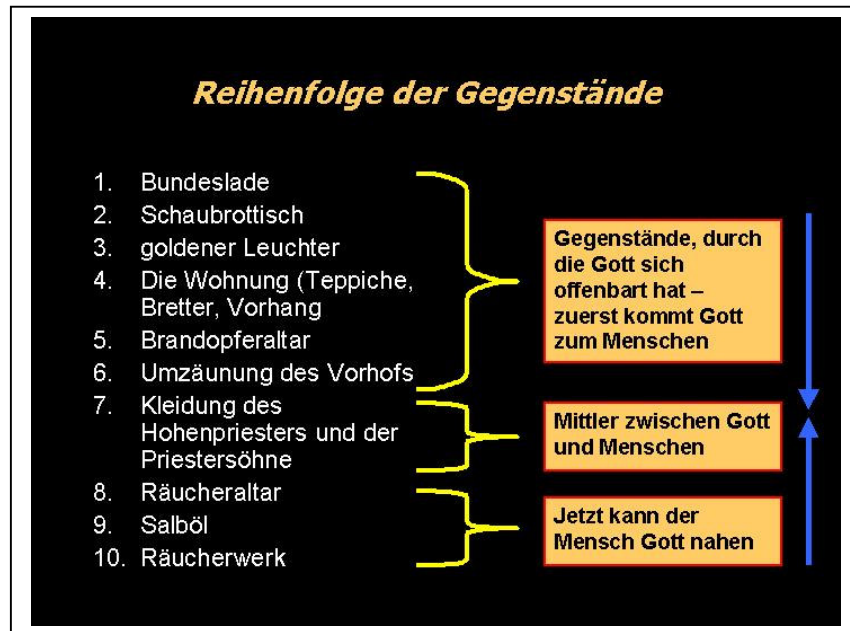 Reihenfolge der Gegenstände
1. Bundeslade
2. Schaubrottisch
3. goldener Leuchter
4. Die Wohnung (Teppiche,
Bretter, Vorhang
5. Brandopferaltar
6. Umzäunung des Vorhofs
7. Kleidung des
Hohenpriesters und der
Priestersöhne
8. Räucheraltar
9. Salböl
10. Räucherwerk
Gegenstände, durch
die Gott sich
offenbart hat –
zuerst kommt Gott
zum Menschen
Mittler zwischen Gott
und Menschen
Jetzt kann der
Mensch Gott nahen